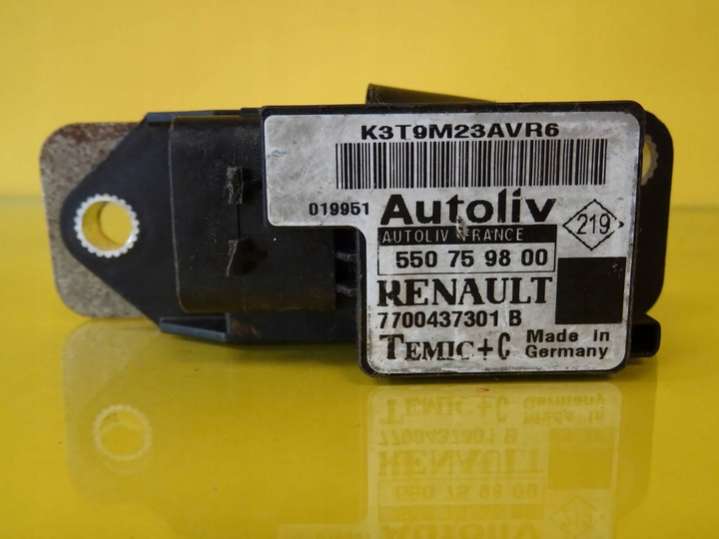 K3T9M23AVR6
019951 Autoliv
AUTOLIV FRANCE
219
550 75 98 00
RENAULT
7700437301 B
TEMIC+C Made In
Germany